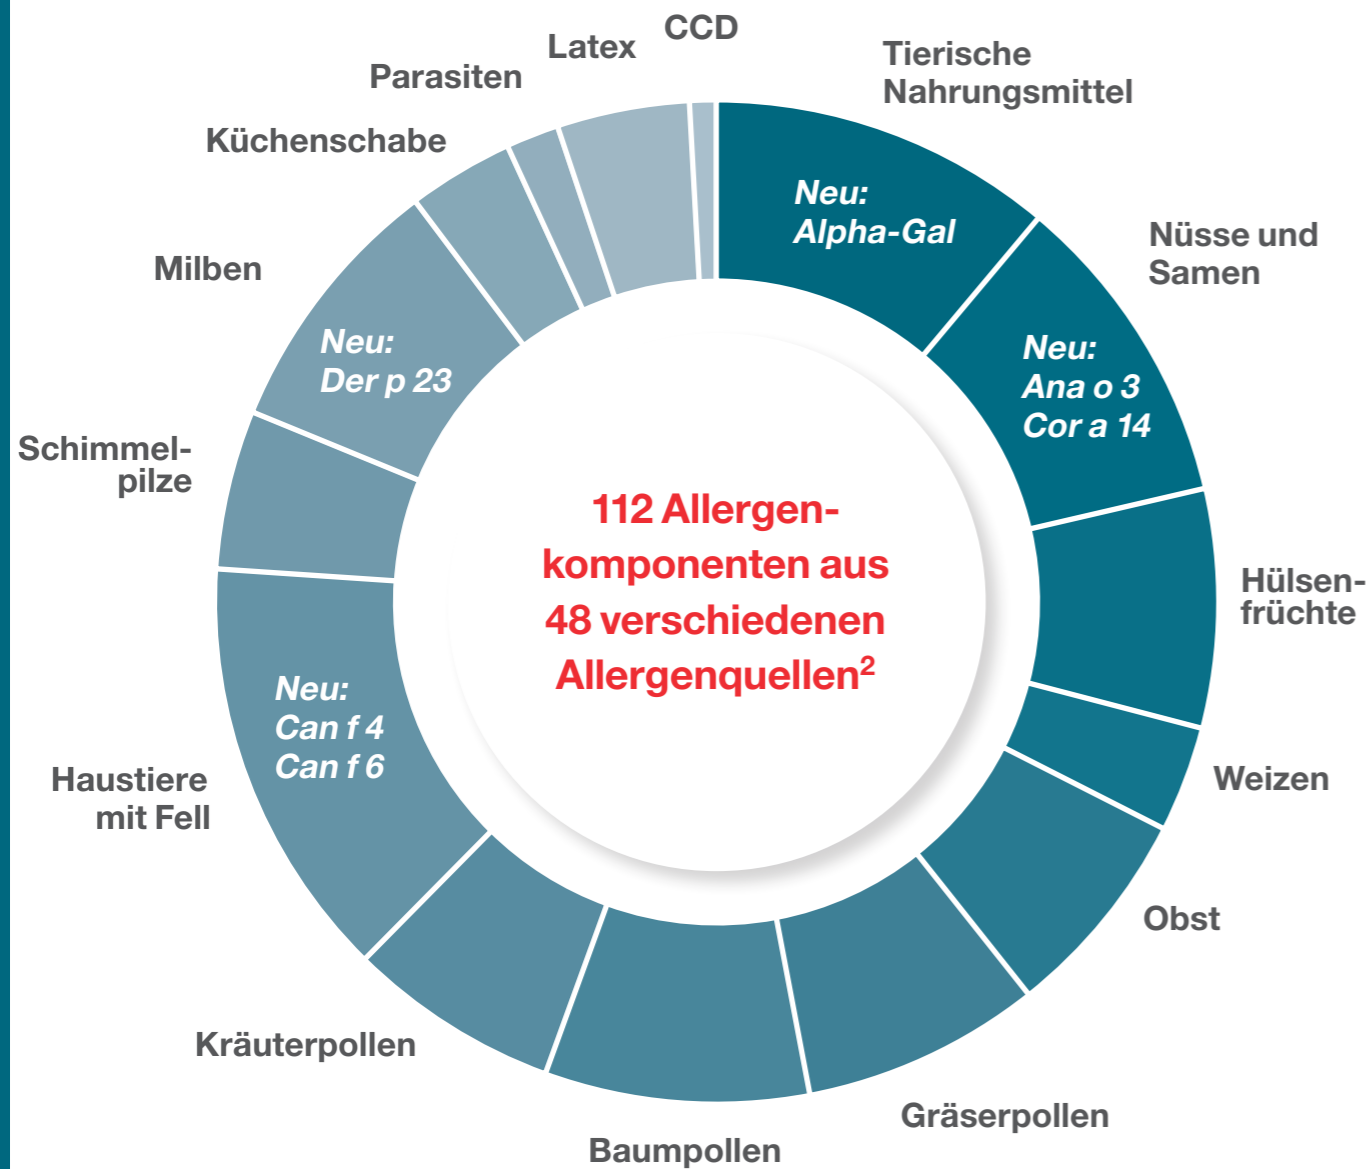 CCD
Tierische
Nahrungsmittel
Neu:
Alpha-Gal
Nüsse und
Samen
Neu:
Ana o 3
Cor a 14
Hülsen-
früchte
Weizen
Obst
Gräserpollen
Baumpollen
Kräuterpollen
Haustiere
mit Fell
Neu:
Can f 4
Can f 6
Schimmel-
pilze
Milben
Neu:
Der p 23
Küchenschabe
Parasiten
Latex
112 Allergen-
komponenten aus
48 verschiedenen
Allergenquellen²